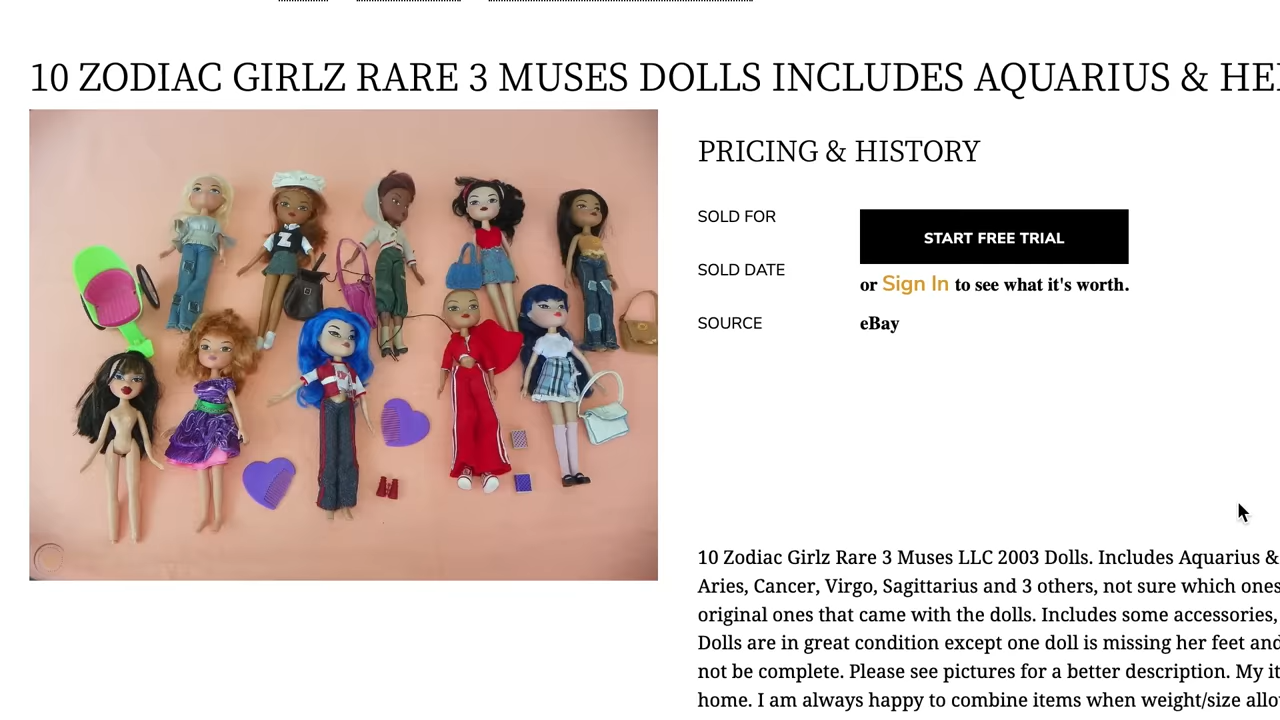 10 ZODIAC GIRLZ RARE 3 MUSES DOLLS INCLUDES AQUARIUS & HE
PRICING & HISTORY
SOLD FOR
START FREE TRIAL
SOLD DATE
or Sign In to see what it's worth.
SOURCE
eBay
Z
10 Zodiac Girlz Rare 3 Muses LLC 2003 Dolls. Includes Aquarius &
Aries, Cancer, Virgo, Sagittarius and 3 others, not sure which ones
original ones that came with the dolls. Includes some accessories,
Dolls are in great condition except one doll is missing her feet and
not be complete. Please see pictures for a better description. My it
home. I am always happy to combine items when weight/size allo